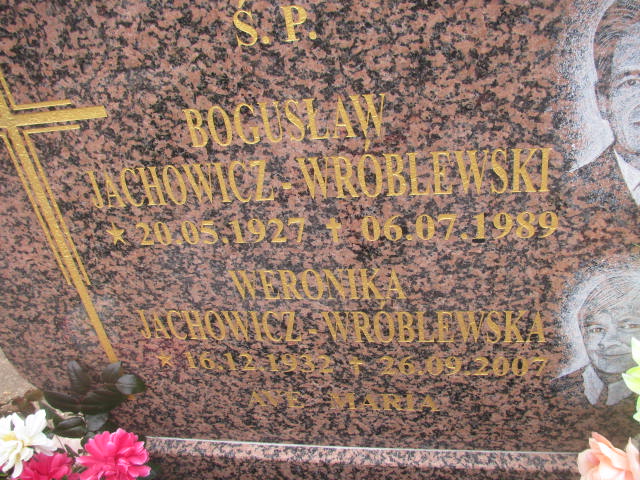 Ś. P.
BOGUSŁAW
JACHOWICZ - WRÓBLEWSKI
★ 20.05.1927 ✝ 06.07.1989
WERONIKA
JACHOWICZ - WRÓBLEWSKA
★ 16.12.1932 ✝ 26.09.2007
AVE MARIA